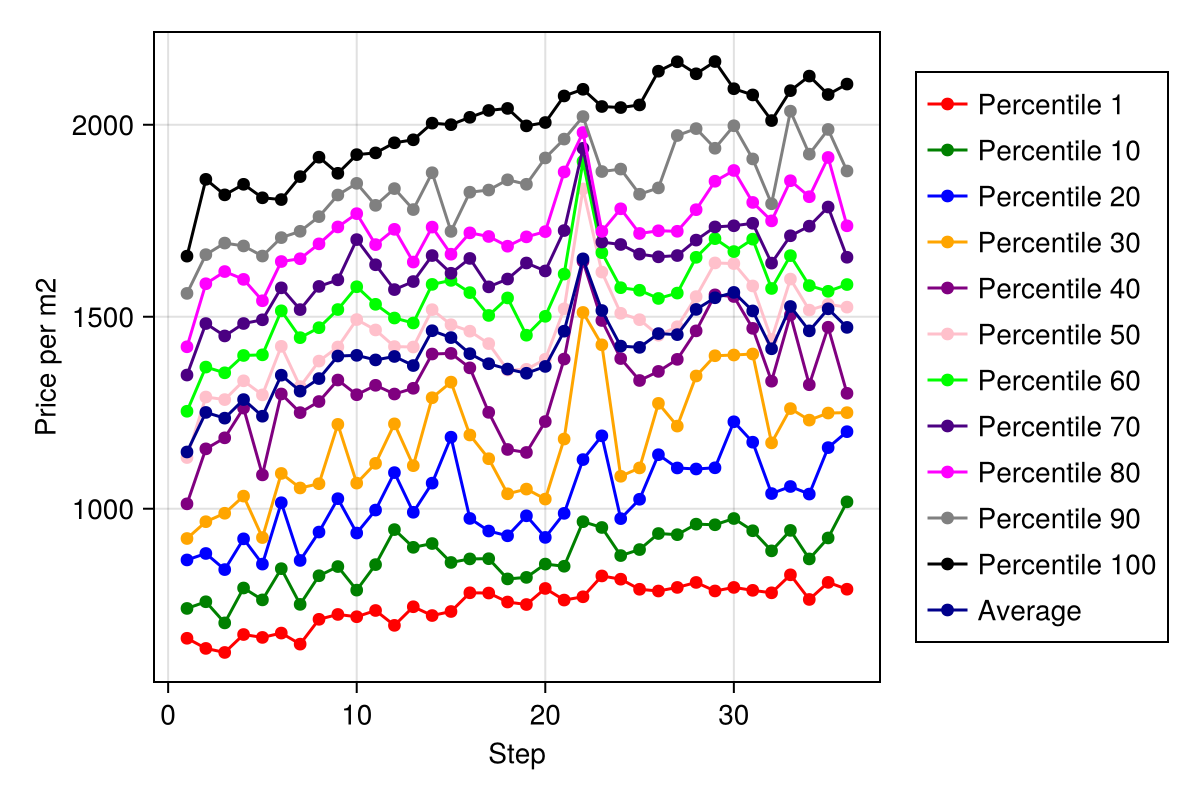 2000
1500
1000
Price per m2
0
10
20
30
Step
Percentile 1
Percentile 10
Percentile 20
Percentile 30
Percentile 40
Percentile 50
Percentile 60
Percentile 70
Percentile 80
Percentile 90
Percentile 100
Average